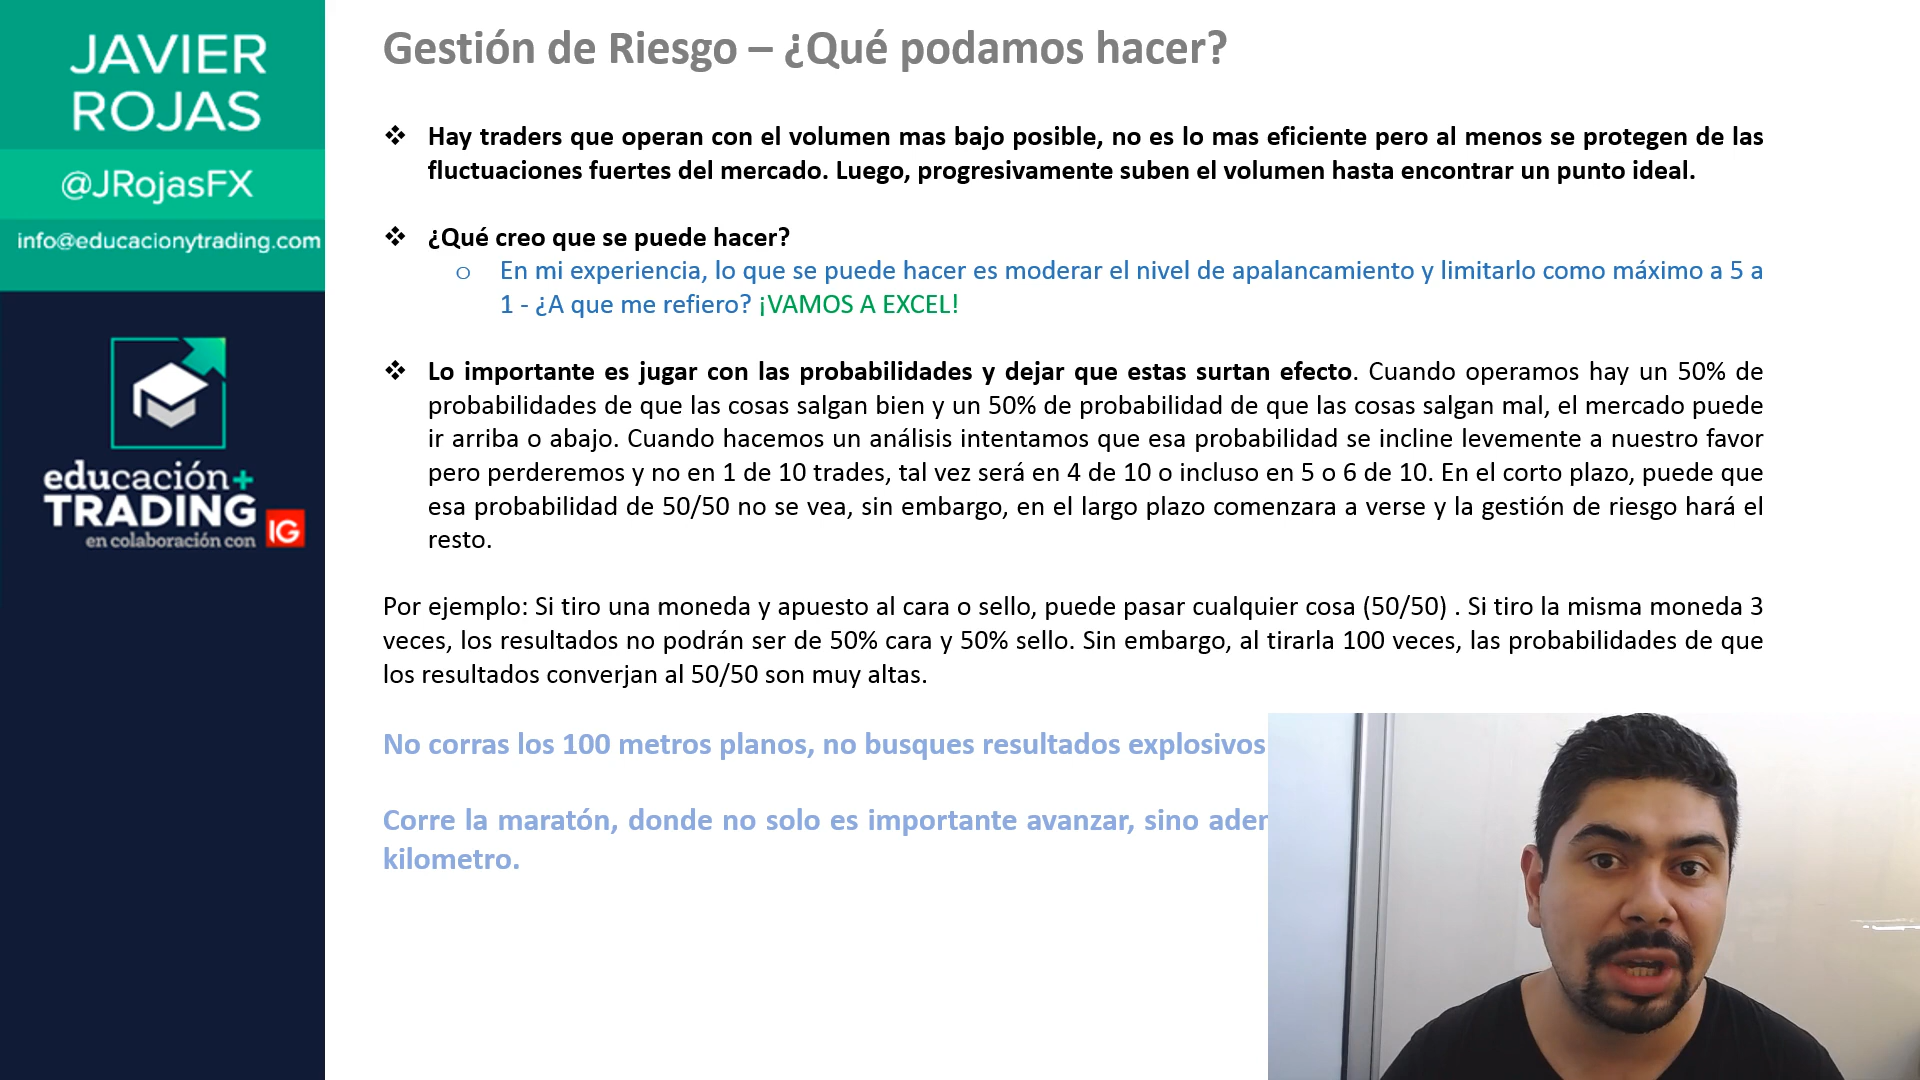 JAVIER
ROJAS
@JRojasFX
info@educacionytrading.com
educación+
TRADING
IG
en colaboración con
Gestión de Riesgo – ¿Qué podamos hacer?
Hay traders que operan con el volumen mas bajo posible, no es lo mas eficiente pero al menos se protegen de las
fluctuaciones fuertes del mercado. Luego, progresivamente suben el volumen hasta encontrar un punto ideal.
¿Qué creo que se puede hacer?
En mi experiencia, lo que se puede hacer es moderar el nivel de apalancamiento y limitarlo como máximo a 5 a
1 - ¿A que me refiero? ¡VAMOS A EXCEL!
Lo importante es jugar con las probabilidades y dejar que estas surtan efecto. Cuando operamos hay un 50% de
probabilidades de que las cosas salgan bien y un 50% de probabilidad de que las cosas salgan mal, el mercado puede
ir arriba o abajo. Cuando hacemos un análisis intentamos que esa probabilidad se incline levemente a nuestro favor
pero perderemos y no en 1 de 10 trades, tal vez será en 4 de 10 o incluso en 5 o 6 de 10. En el corto plazo, puede que
esa probabilidad de 50/50 no se vea, sin embargo, en el largo plazo comenzara a verse y la gestión de riesgo hará el
resto.
Por ejemplo: Si tiro una moneda y apuesto al cara o sello, puede pasar cualquier cosa (50/50) . Si tiro la misma moneda 3
veces, los resultados no podrán ser de 50% cara y 50% sello. Sin embargo, al tirarla 100 veces, las probabilidades de que
los resultados converjan al 50/50 son muy altas.
No corras los 100 metros planos, no busques resultados explosivos
Corre la maratón, donde no solo es importante avanzar, sino
kilometro.